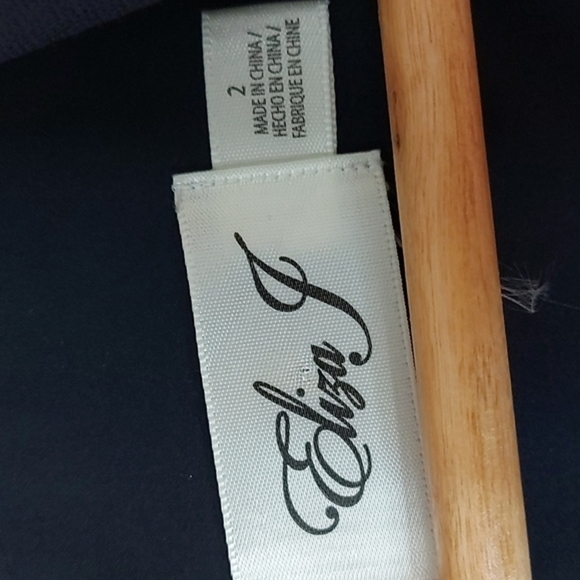 2
MADE IN CHINA /
HECHO EN CHINA /
FABRIQUE EN CHINE
Eliza J